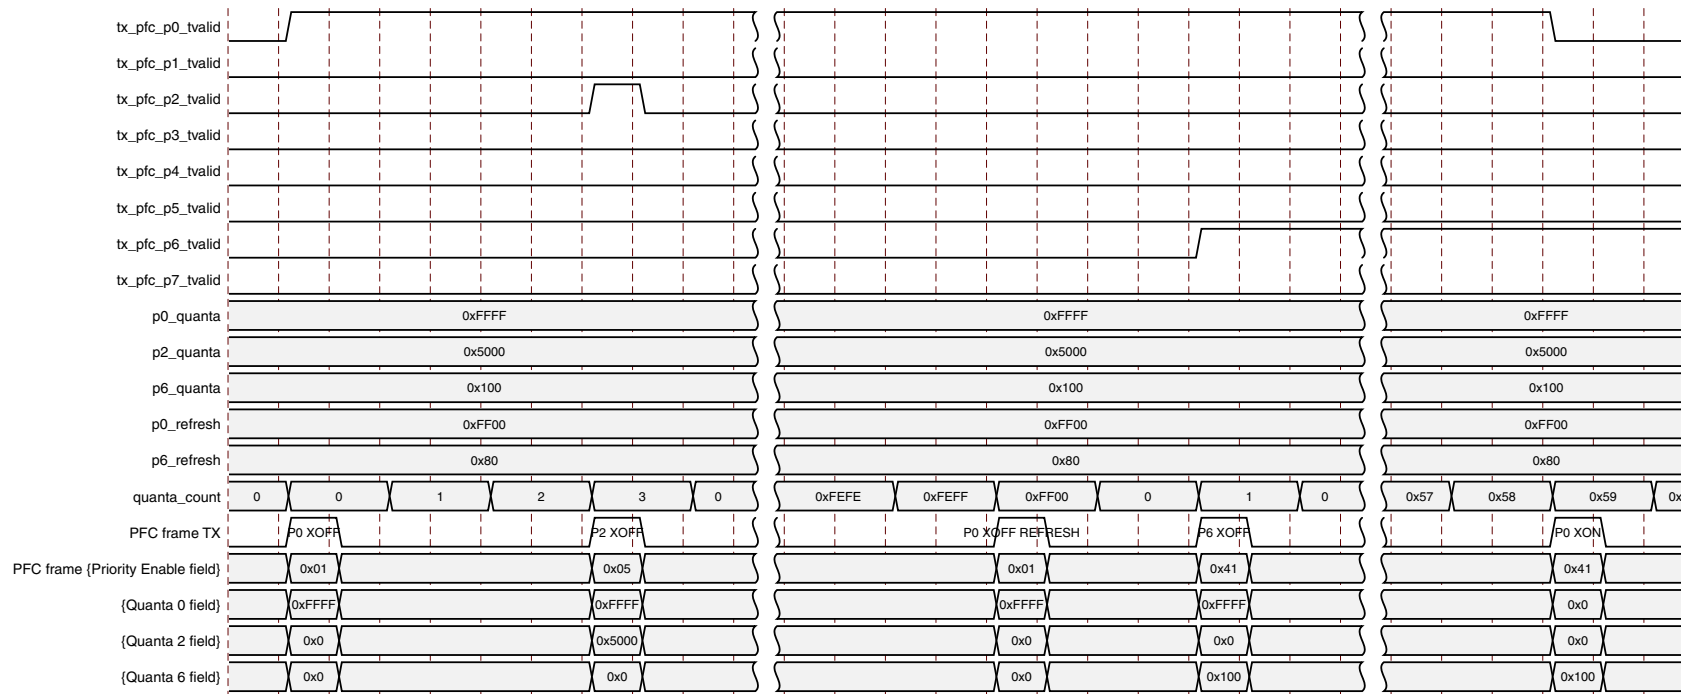 tx_pfc_p0_tvalid
tx_pfc_p1_tvalid
tx_pfc_p2_tvalid
tx_pfc_p3_tvalid
tx_pfc_p4_tvalid
tx_pfc_p5_tvalid
tx_pfc_p6_tvalid
tx_pfc_p7_tvalid
p0_quanta 0xFFFF 0xFFFF 0xFFFF
p2_quanta 0x5000 0x5000 0x5000
p6_quanta 0x100 0x100 0x100
p0_refresh 0xFF00 0xFF00 0xFF00
p6_refresh 0x80 0x80 0x80
quanta_count 0 0 1 2 3 0 0xFEFE 0xFEFF 0xFF00 0 1 0 0x57 0x58 0x59 0x
PFC frame TX P0 XOFF P2 XOFF P0 XOFF REFRESH P6 XOFF P0 XON
PFC frame {Priority Enable field} 0x01 0x05 0x01 0x41 0x41
{Quanta 0 field} 0xFFFF 0xFFFF 0xFFFF 0xFFFF 0x0
{Quanta 2 field} 0x0 0x5000 0x0 0x0 0x0
{Quanta 6 field} 0x0 0x0 0x0 0x100 0x100